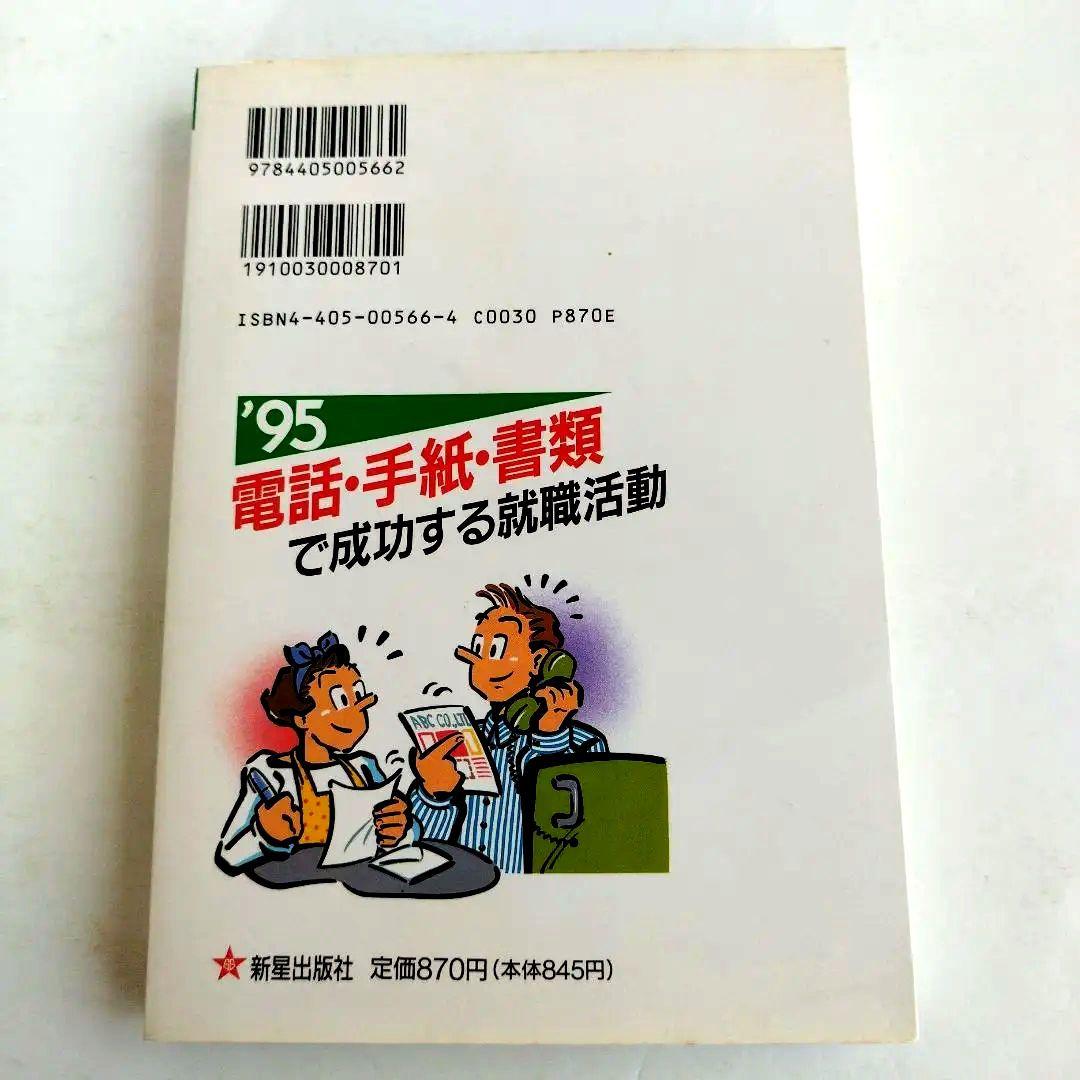 9784405005662
1910030008701
ISBN4-405-00566-4 C0030 P870E
'95
電話・手紙・書類
で成功する就職活動
ABC CO.,LTD
新星出版社 定価870円(本体845円)